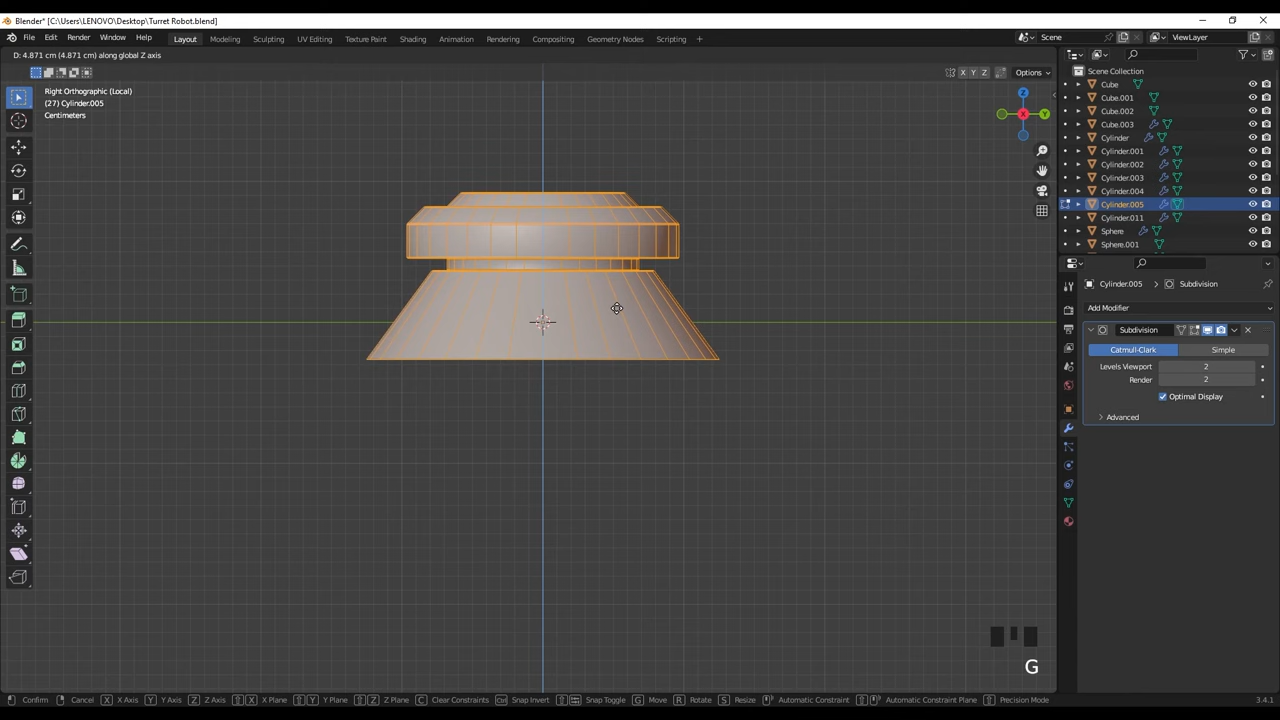 Blender* [C:\Users\LENOVO\Desktop\Turret Robot.blend]
File Edit Render Window Help Layout Modeling Sculpting UV Editing Texture Paint Shading Animation Rendering Compositing Geometry Nodes Scripting + Scene ViewLayer
D: 4.871 cm (4.871 cm) along global Z axis
X Y Z Options
Right Orthographic (Local)
(27) Cylinder.005
Centimeters
Z
X Y
Scene Collection
Cube
Cube.001
Cube.002
Cube.003
Cylinder
Cylinder.001
Cylinder.002
Cylinder.003
Cylinder.004
Cylinder.005
Cylinder.011
Sphere
Sphere.001
Cylinder.005 > Subdivision
Add Modifier
Subdivision
Catmull-Clark Simple
Levels Viewport 2
Render 2
Optimal Display
Advanced
G
Confirm Cancel X X Axis Y Y Axis Z Z Axis X X Plane Y Y Plane Z Z Plane C Clear Constraints Ctrl Snap Invert Snap Toggle G Move R Rotate S Resize Automatic Constraint Automatic Constraint Plane Precision Mode 3.4.1